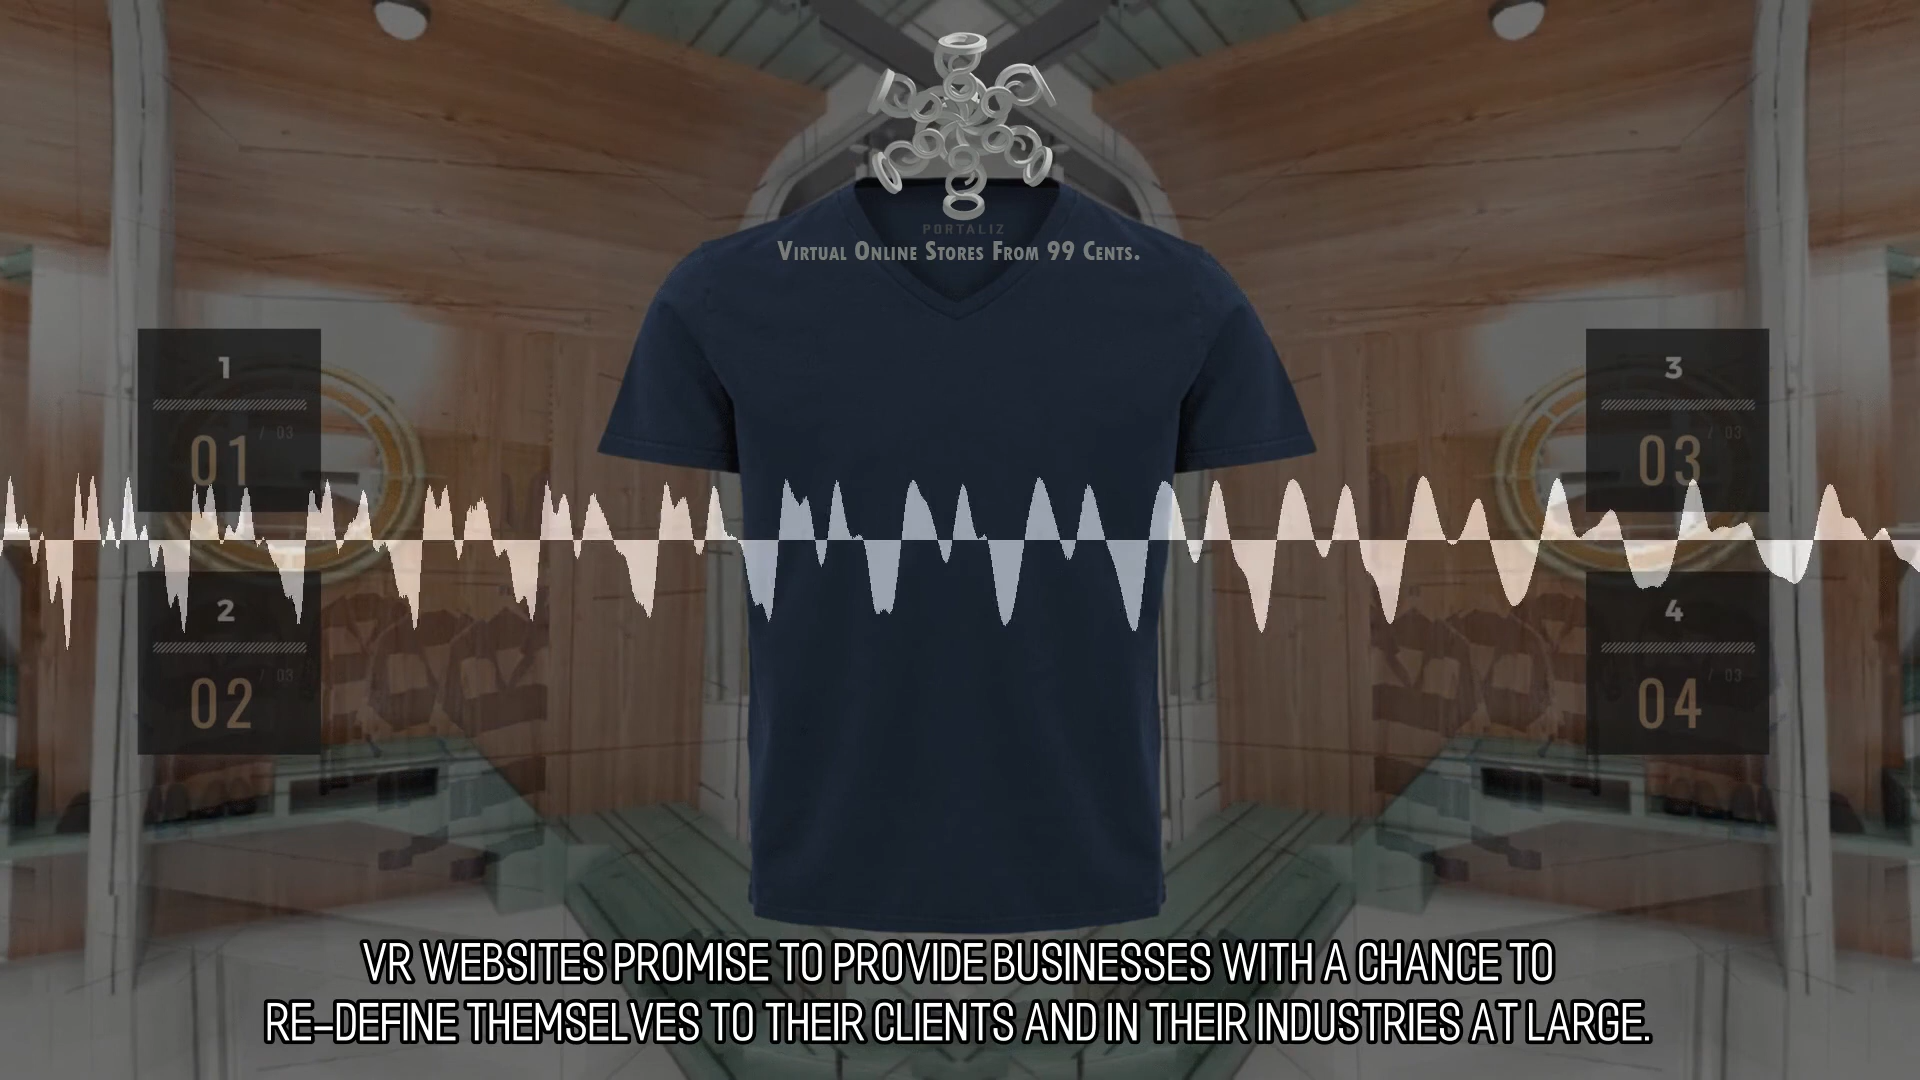 PORTALIZ
Virtual Online Stores From 99 Cents.
1
01 / 03
2
02 / 03
3
03 / 03
4
04 / 03
VR WEBSITES PROMISE TO PROVIDE BUSINESSES WITH A CHANCE TO
RE-DEFINE THEMSELVES TO THEIR CLIENTS AND IN THEIR INDUSTRIES AT LARGE.